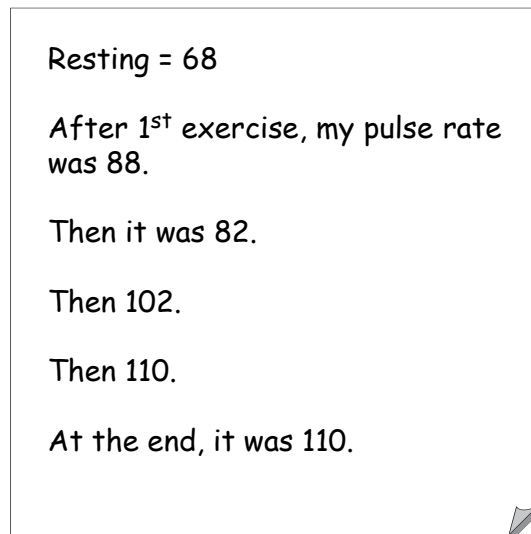 Resting = 68
After 1st exercise, my pulse rate
was 88.
Then it was 82.
Then 102.
Then 110.
At the end, it was 110.